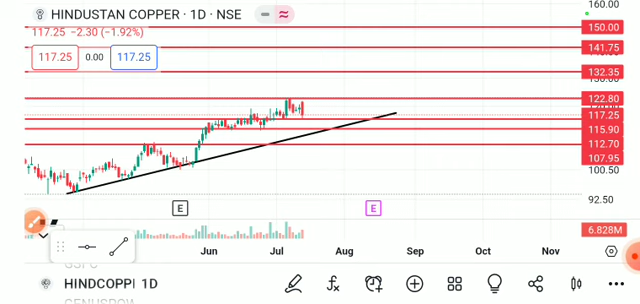 HINDUSTAN COPPER · 1D · NSE
160.00
117.25 −2.30 (−1.92%)
150.00
117.25 0.00 117.25
141.75
132.35
122.80
117.25
115.90
112.70
107.95
100.50
92.50
E E
6.828M
Jun Jul Aug Sep Oct Nov
HINDCOPP 1D